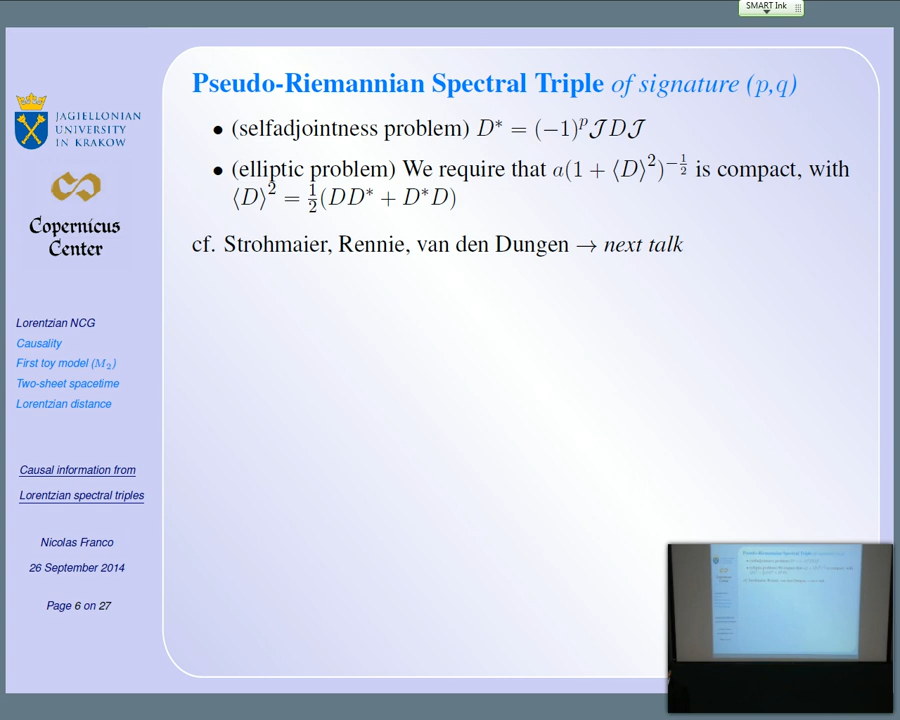 SMART Ink
JAGIELLONIAN
UNIVERSITY
IN KRAKOW
Copernicus
Center
Lorentzian NCG
Causality
First toy model (M₂)
Two-sheet spacetime
Lorentzian distance
Causal information from
Lorentzian spectral triples
Nicolas Franco
26 September 2014
Page 6 on 27
Pseudo-Riemannian Spectral Triple of signature (p,q)
• (selfadjointness problem) D* = (−1)ᵖ𝒥D𝒥
• (elliptic problem) We require that a(1 + ⟨D⟩²)^{−1/2} is compact, with
⟨D⟩² = ½(DD* + D*D)
cf. Strohmaier, Rennie, van den Dungen → next talk